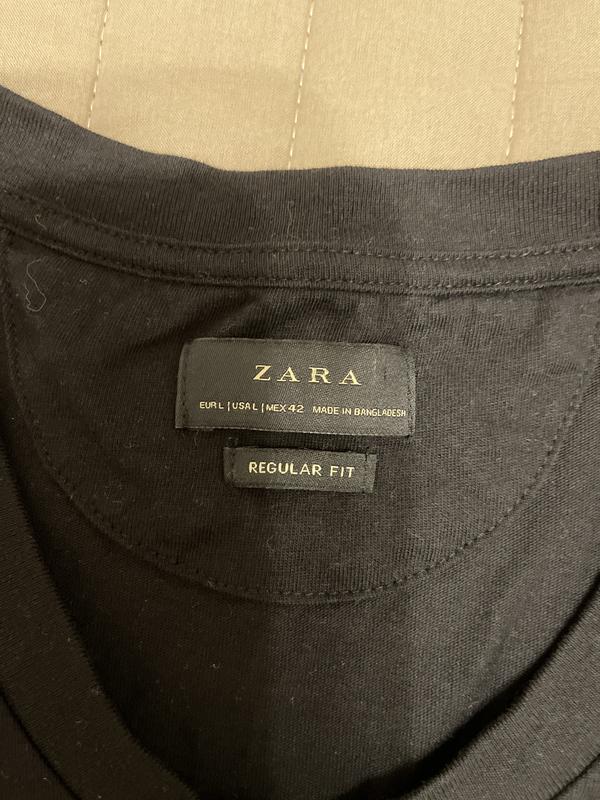 ZARA
EUR L | USA L | MEX 42 MADE IN BANGLADESH
REGULAR FIT